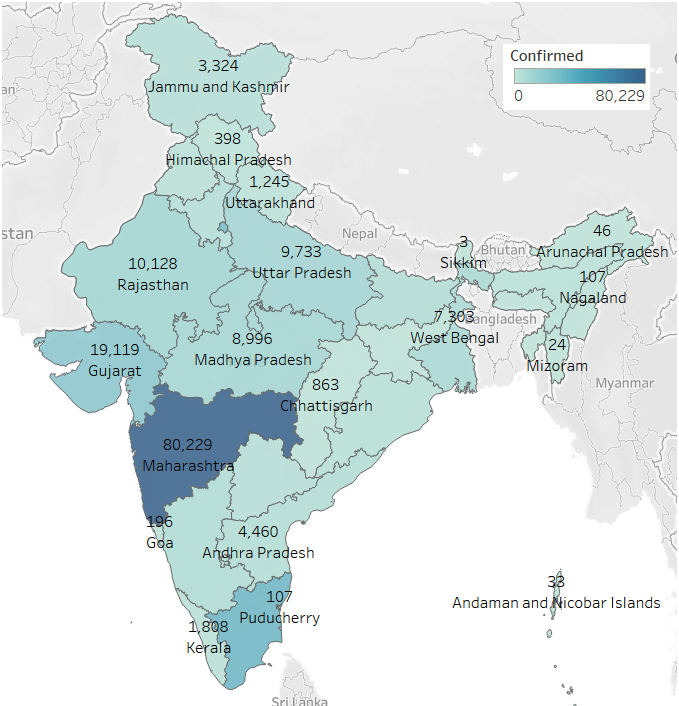 Confirmed
0 80,229
3,324
Jammu and Kashmir
398
Himachal Pradesh
1,245
Uttarakhand
Nepal
stan
10,128
Rajasthan
9,733
Uttar Pradesh
3
Sikkim
Bhutan
46
Arunachal Pradesh
107
Nagaland
19,119
Gujarat
8,996
Madhya Pradesh
7,303
West Bengal
Bangladesh
24
Mizoram
Myanmar
863
Chhattisgarh
80,229
Maharashtra
196
Goa
4,460
Andhra Pradesh
107
Puducherry
1,808
Kerala
33
Andaman and Nicobar Islands
Sri Lanka